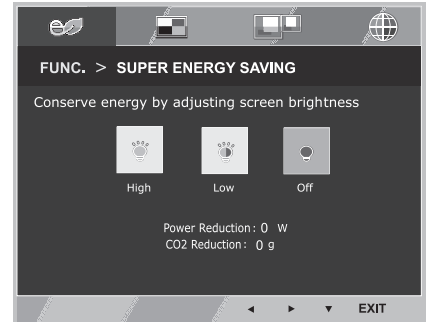 FUNC. > SUPER ENERGY SAVING
Conserve energy by adjusting screen brightness
High Low Off
Power Reduction: 0 W
CO2 Reduction: 0 g
EXIT